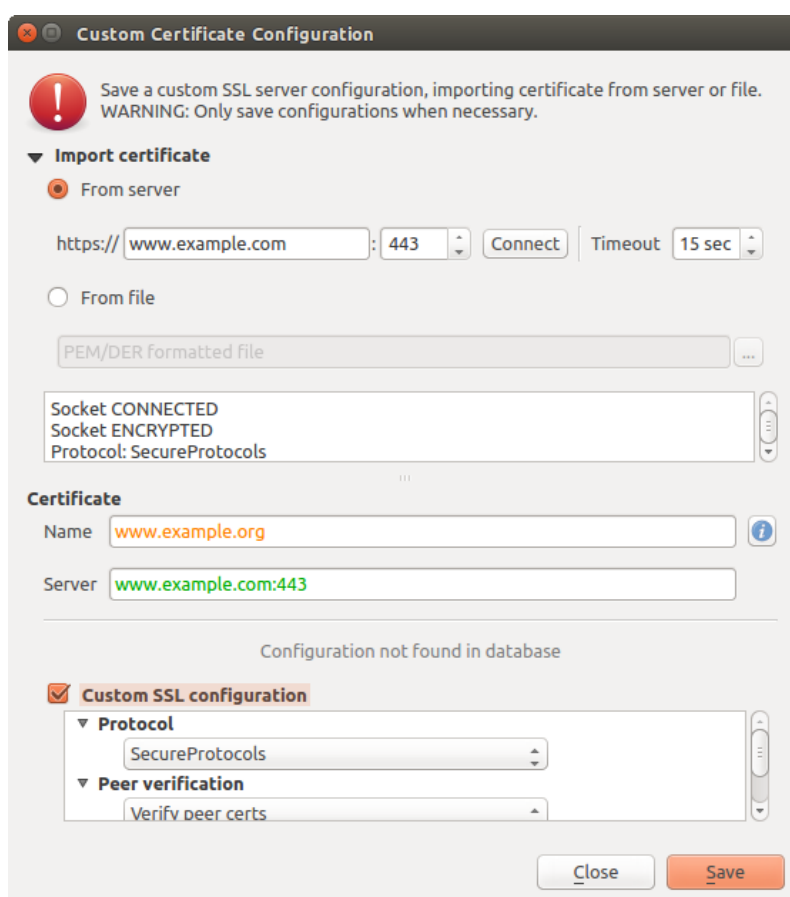 Custom Certificate Configuration
Save a custom SSL server configuration, importing certificate from server or file.
WARNING: Only save configurations when necessary.
Import certificate
From server
https:// www.example.com : 443 Connect Timeout 15 sec
From file
PEM/DER formatted file ...
Socket CONNECTED
Socket ENCRYPTED
Protocol: SecureProtocols
Certificate
Name www.example.org
Server www.example.com:443
Configuration not found in database
Custom SSL configuration
Protocol
SecureProtocols
Peer verification
Verify peer certs
Close Save